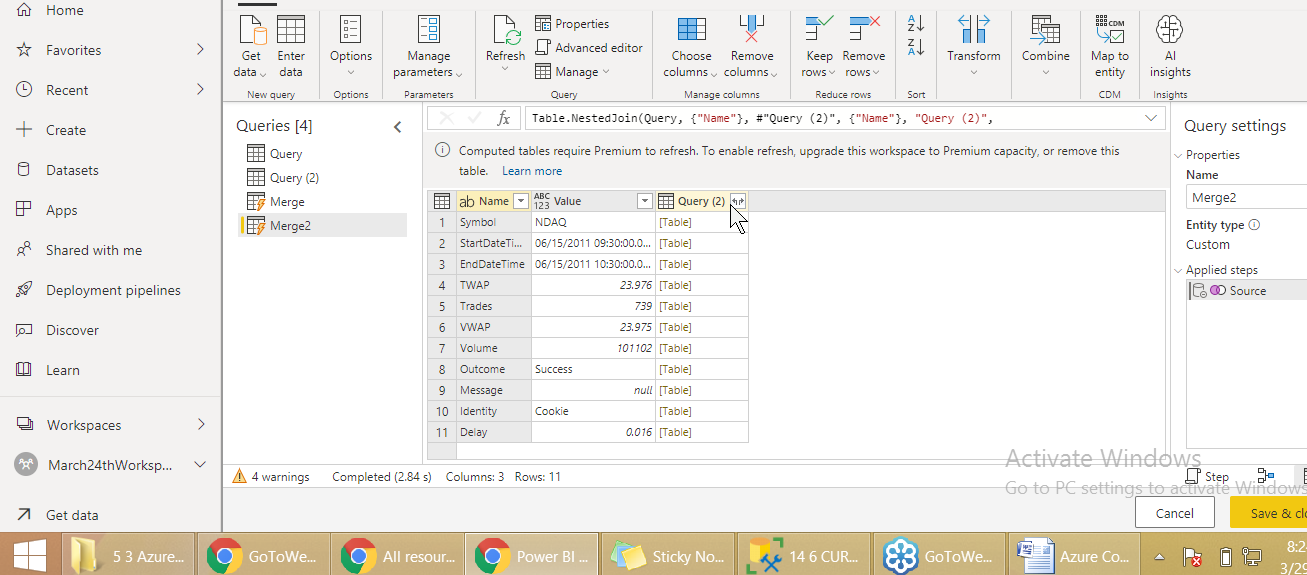 Home
Favorites
Recent
Create
Datasets
Apps
Shared with me
Deployment pipelines
Discover
Learn
Workspaces
March24thWorksp...
Get data
Get data
Enter data
New query
Options
Options
Manage parameters
Parameters
Refresh
Properties
Advanced editor
Manage
Query
Choose columns
Remove columns
Manage columns
Keep rows
Remove rows
Reduce rows
A
Z
Z
A
Sort
Transform
Combine
CDM
Map to entity
CDM
AI insights
Insights
Queries [4]
Query
Query (2)
Merge
Merge2
fx
Table.NestedJoin(Query, {"Name"}, #"Query (2)", {"Name"}, "Query (2)",
Computed tables require Premium to refresh. To enable refresh, upgrade this workspace to Premium capacity, or remove this
table. Learn more
ab Name ABC 123 Value Query (2)
1 Symbol NDAQ [Table]
2 StartDateTi... 06/15/2011 09:30:00.0... [Table]
3 EndDateTime 06/15/2011 10:30:00.0... [Table]
4 TWAP 23.976 [Table]
5 Trades 739 [Table]
6 VWAP 23.975 [Table]
7 Volume 101102 [Table]
8 Outcome Success [Table]
9 Message null [Table]
10 Identity Cookie [Table]
11 Delay 0.016 [Table]
Query settings
Properties
Name
Merge2
Entity type
Custom
Applied steps
Source
4 warnings Completed (2.84 s) Columns: 3 Rows: 11
Step
Activate Windows
Go to PC settings to activate Windows
Cancel
Save & clo
5 3 Azure...
GoToWe...
All resour...
Power BI ...
Sticky No...
14 6 CUR...
GoToWe...
Azure Co...
8:2
3/29